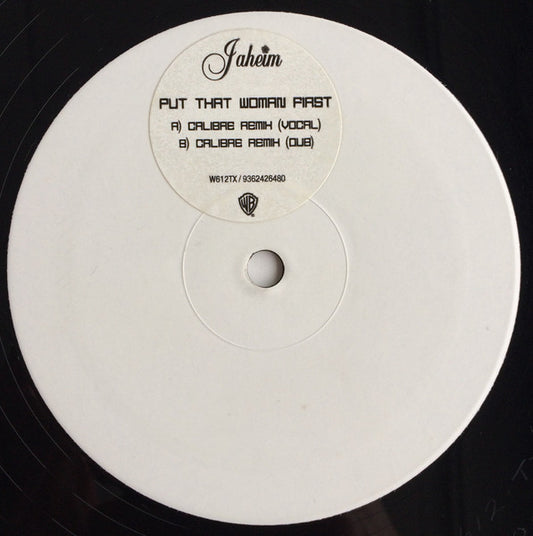 Jaheim
PUT THAT WOMAN FIRST
A) CALIBRE REMIX (VOCAL)
B) CALIBRE REMIX (DUB)
W612TX / 9362426480
WB